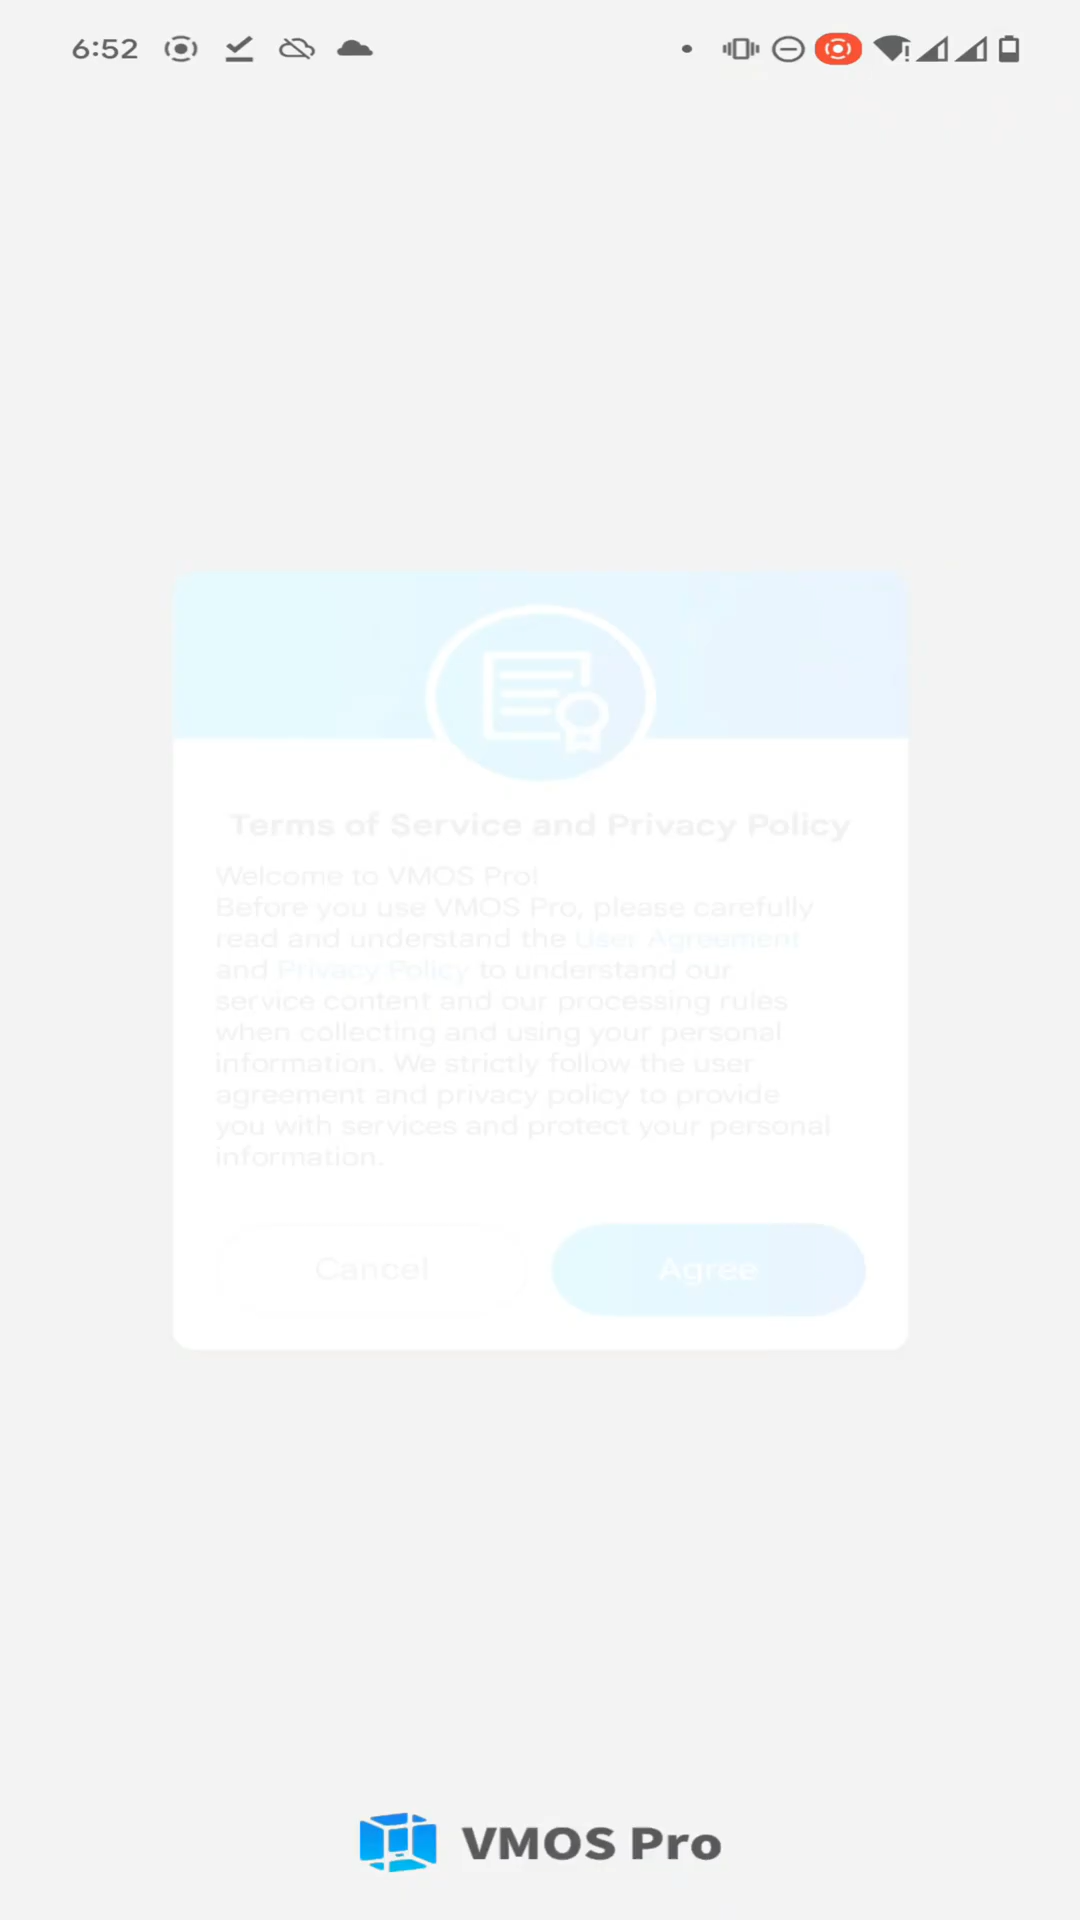 6:52
Terms of Service and Privacy Policy
Welcome to VMOS Pro!
Before you use VMOS Pro, please carefully
read and understand the User Agreement
and Privacy Policy to understand our
service content and our processing rules
when collecting and using your personal
information. We strictly follow the user
agreement and privacy policy to provide
you with services and protect your personal
information.
Cancel Agree
VMOS Pro